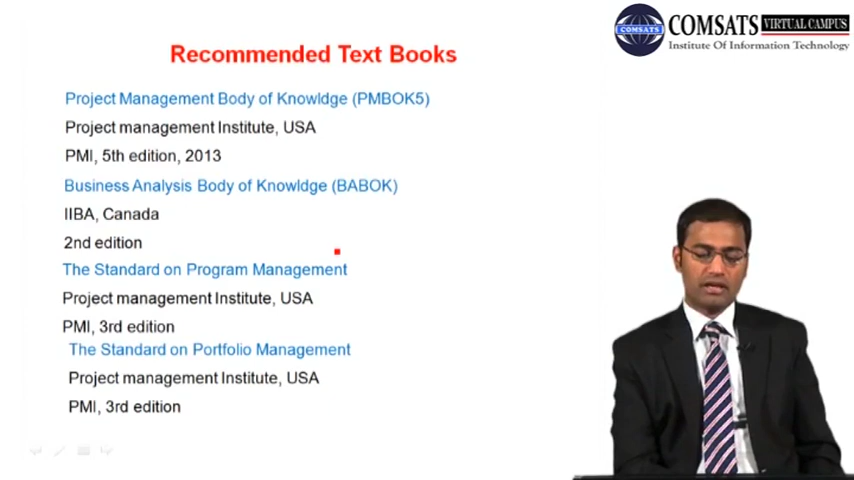 COMSATS
COMSATS VIRTUAL CAMPUS
Institute Of Information Technology
Recommended Text Books
Project Management Body of Knowldge (PMBOK5)
Project management Institute, USA
PMI, 5th edition, 2013
Business Analysis Body of Knowldge (BABOK)
IIBA, Canada
2nd edition
The Standard on Program Management
Project management Institute, USA
PMI, 3rd edition
The Standard on Portfolio Management
Project management Institute, USA
PMI, 3rd edition